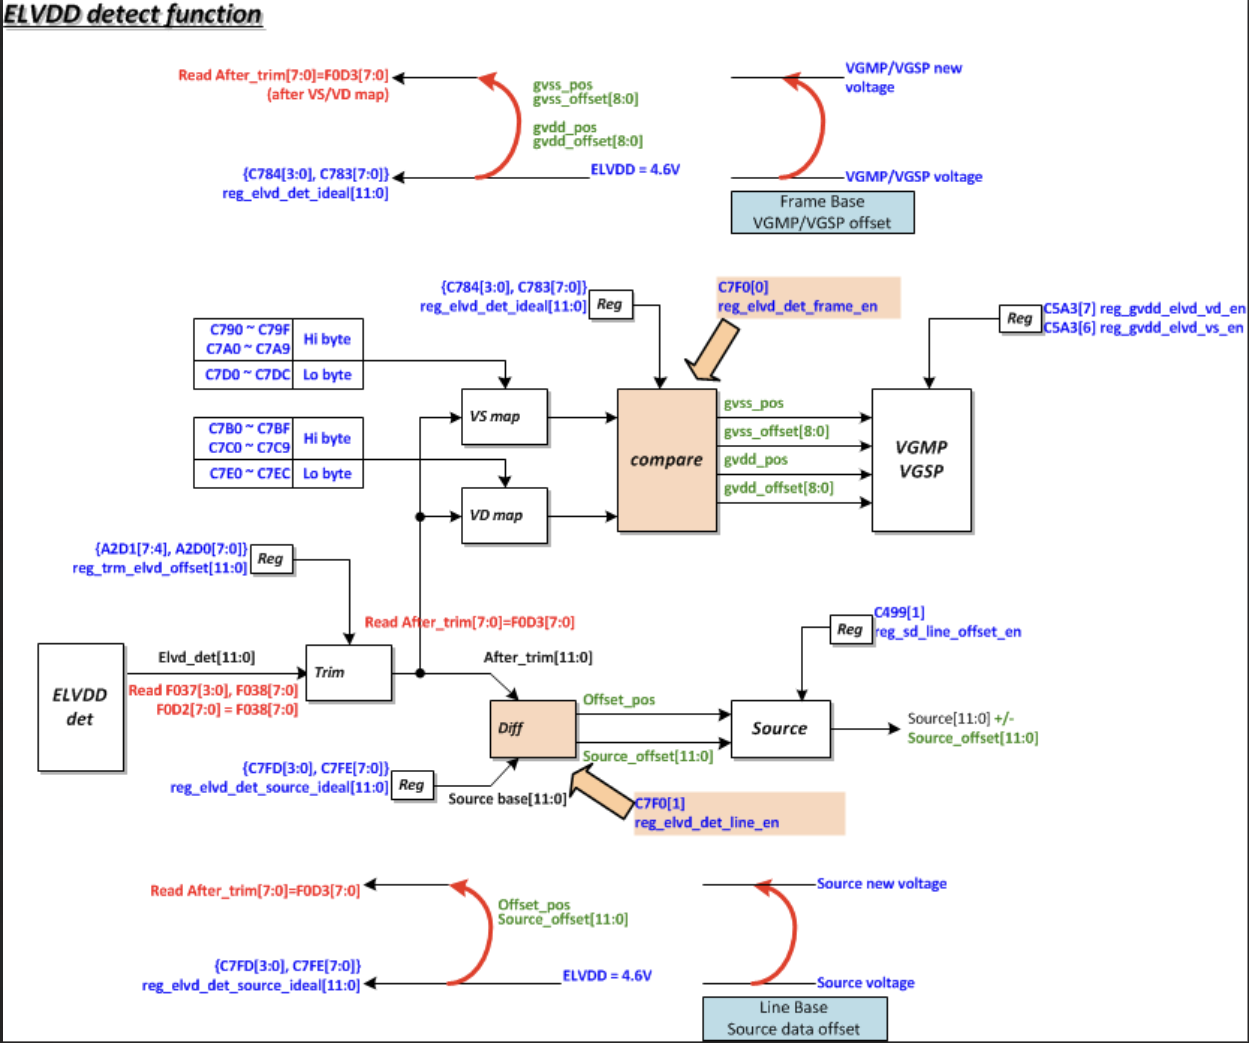 ELVDD detect function
Read After_trim[7:0]=F0D3[7:0]
(after VS/VD map)
gvss_pos
gvss_offset[8:0]
gvdd_pos
gvdd_offset[8:0]
VGMP/VGSP new
voltage
{C784[3:0], C783[7:0]}
reg_elvd_det_ideal[11:0]
ELVDD = 4.6V
VGMP/VGSP voltage
Frame Base
VGMP/VGSP offset
{C784[3:0], C783[7:0]}
reg_elvd_det_ideal[11:0]
Reg
C7F0[0]
reg_elvd_det_frame_en
Reg
C5A3[7] reg_gvdd_elvd_vd_en
C5A3[6] reg_gvdd_elvd_vs_en
C790 ~ C79F
C7A0 ~ C7A9
Hi byte
C7D0 ~ C7DC
Lo byte
VS map
C7B0 ~ C7BF
C7C0 ~ C7C9
Hi byte
C7E0 ~ C7EC
Lo byte
VD map
compare
gvss_pos
gvss_offset[8:0]
gvdd_pos
gvdd_offset[8:0]
VGMP
VGSP
{A2D1[7:4], A2D0[7:0]}
reg_trm_elvd_offset[11:0]
Reg
Read After_trim[7:0]=F0D3[7:0]
C499[1]
reg_sd_line_offset_en
Reg
ELVDD
det
Elvd_det[11:0]
Read F037[3:0], F038[7:0]
F0D2[7:0] = F038[7:0]
Trim
After_trim[11:0]
Diff
Offset_pos
Source_offset[11:0]
Source
Source[11:0] +/-
Source_offset[11:0]
{C7FD[3:0], C7FE[7:0]}
reg_elvd_det_source_ideal[11:0]
Reg
Source base[11:0]
C7F0[1]
reg_elvd_det_line_en
Read After_trim[7:0]=F0D3[7:0]
Offset_pos
Source_offset[11:0]
Source new voltage
{C7FD[3:0], C7FE[7:0]}
reg_elvd_det_source_ideal[11:0]
ELVDD = 4.6V
Source voltage
Line Base
Source data offset